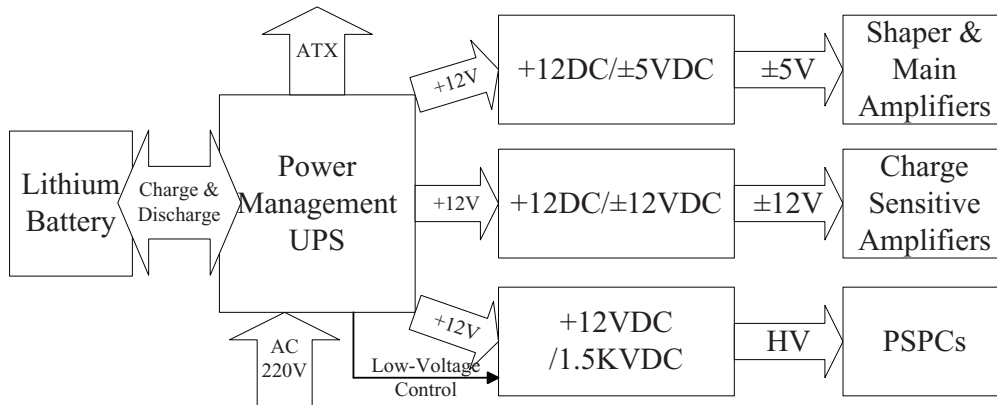 ATX
+12V
+12DC/±5VDC
±5V
Shaper &
Main
Amplifiers
Lithium
Battery
Charge &
Discharge
Power
Management
UPS
+12V
+12DC/±12VDC
±12V
Charge
Sensitive
Amplifiers
+12V
+12VDC
/1.5KVDC
HV
PSPCs
AC
220V
Low-Voltage
Control